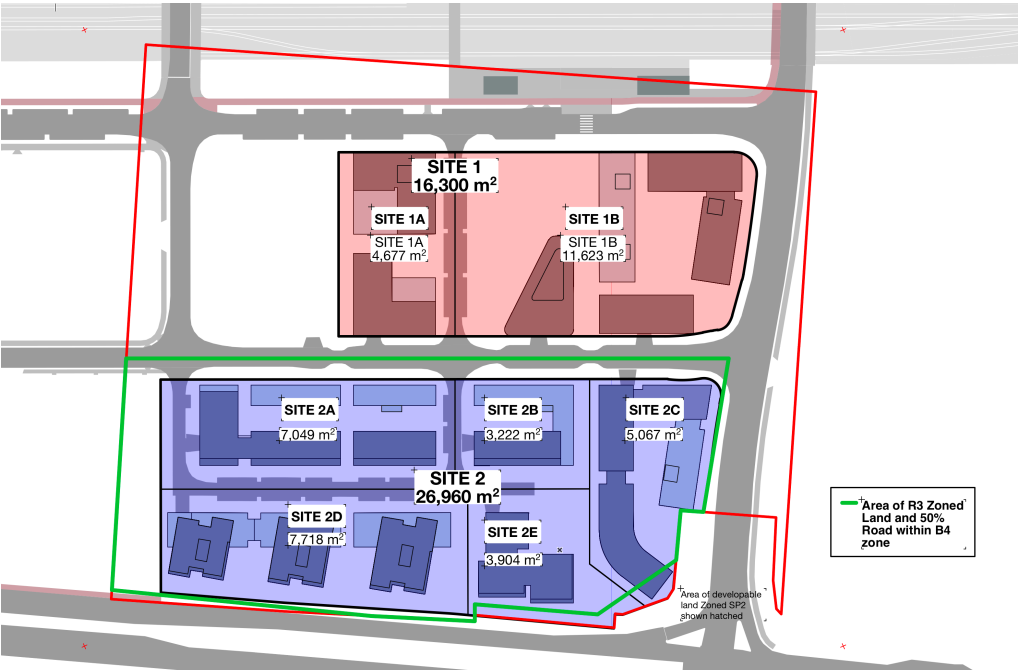 SITE 1
16,300 m²
SITE 1A
SITE 1A
4,677 m²
SITE 1B
SITE 1B
11,623 m²
SITE 2A
7,049 m²
SITE 2B
3,222 m²
SITE 2C
5,067 m²
SITE 2
26,960 m²
SITE 2D
7,718 m²
SITE 2E
3,904 m²
Area of R3 Zoned
Land and 50%
Road within B4
zone
Area of developable
land Zoned SP2
shown hatched